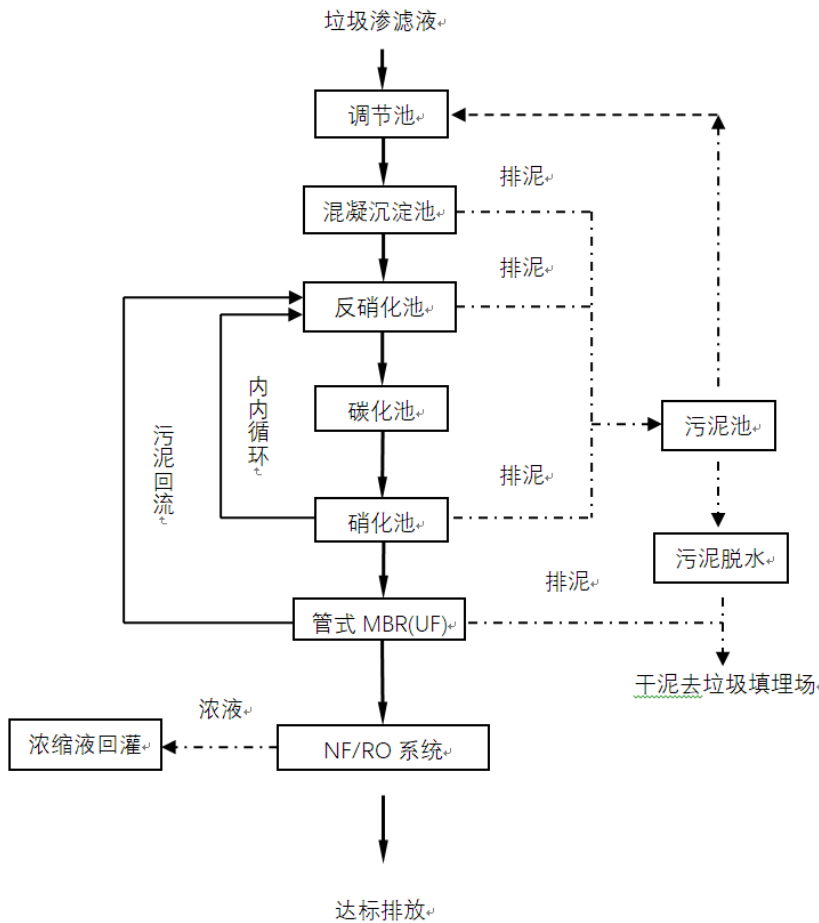 垃圾渗滤液
调节池
排泥
混凝沉淀池
排泥
反硝化池
内内循环
碳化池
污泥池
污泥回流
排泥
硝化池
污泥脱水
排泥
管式 MBR(UF)
干泥去垃圾填埋场
浓液
浓缩液回灌
NF/RO 系统
达标排放